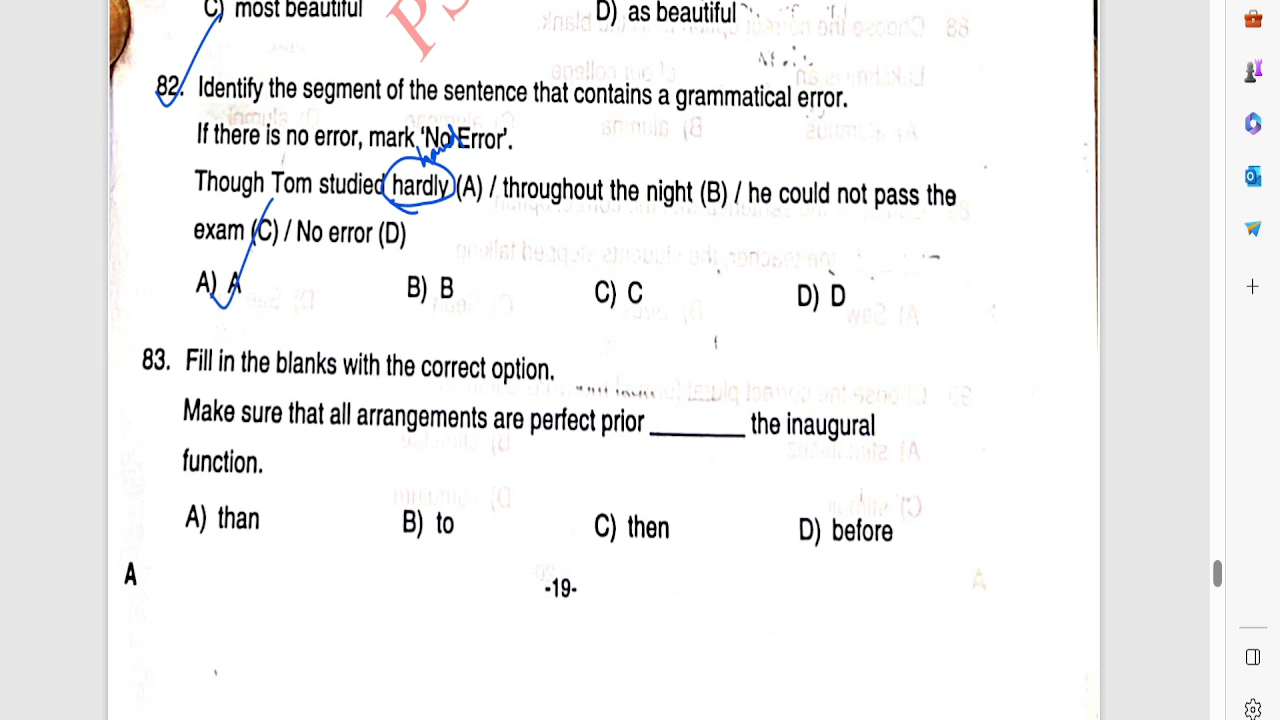 C) most beautiful D) as beautiful
82. Identify the segment of the sentence that contains a grammatical error.
If there is no error, mark 'No Error'.
hard
Though Tom studied hardly (A) / throughout the night (B) / he could not pass the
exam (C) / No error (D)
A) A B) B C) C D) D
83. Fill in the blanks with the correct option.
Make sure that all arrangements are perfect prior ________ the inaugural
function.
A) than B) to C) then D) before
A
-19-